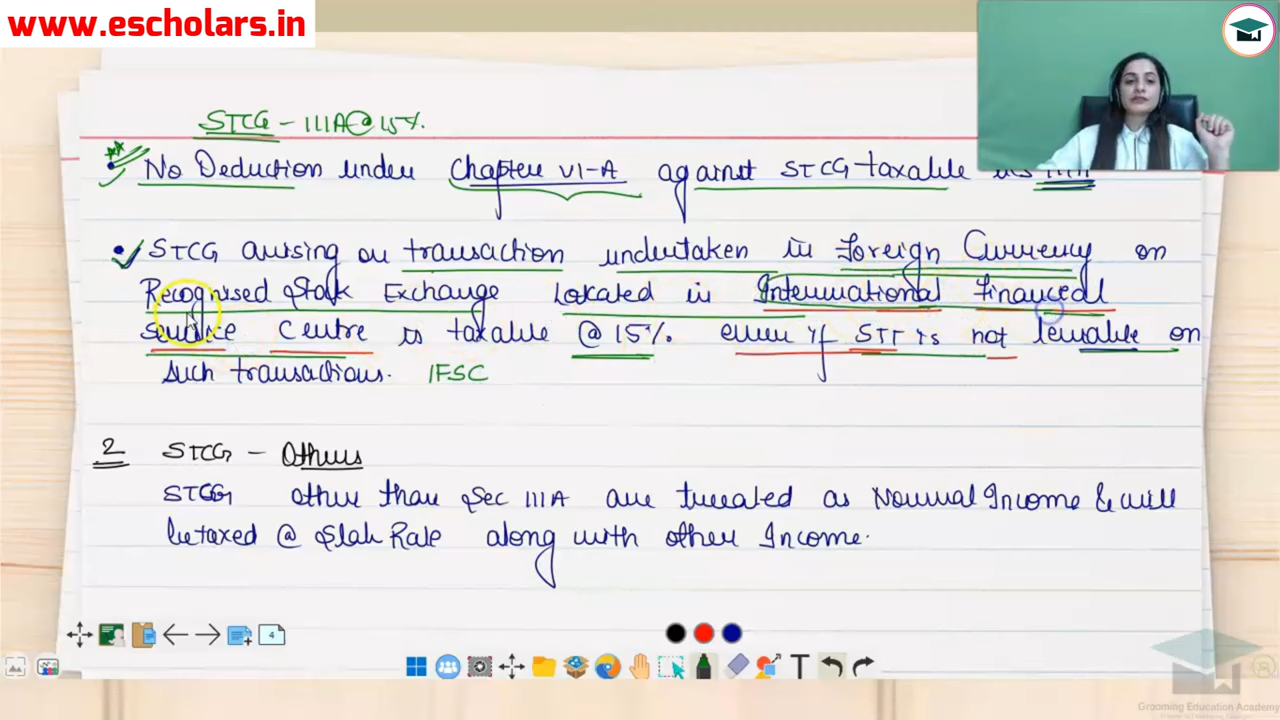 www.escholars.in
STCG - 111A@15%.
No Deduction under Chapter VI-A against STCG taxable u/s 111A
• STCG arising on transaction undertaken in Foreign Currency on
Recognised Stock Exchange Located in International Financial
Service Centre is taxable @ 15%. even if STT is not leviable on
such transactions. IFSC
2 STCG - Others
STCG other than Sec 111A are treated as Normal Income & will
be taxed @ Slab Rate along with other Income.
4
T
Grooming Education Academy